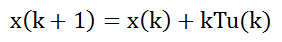 x(k + 1) = x(k) + kTu(k)